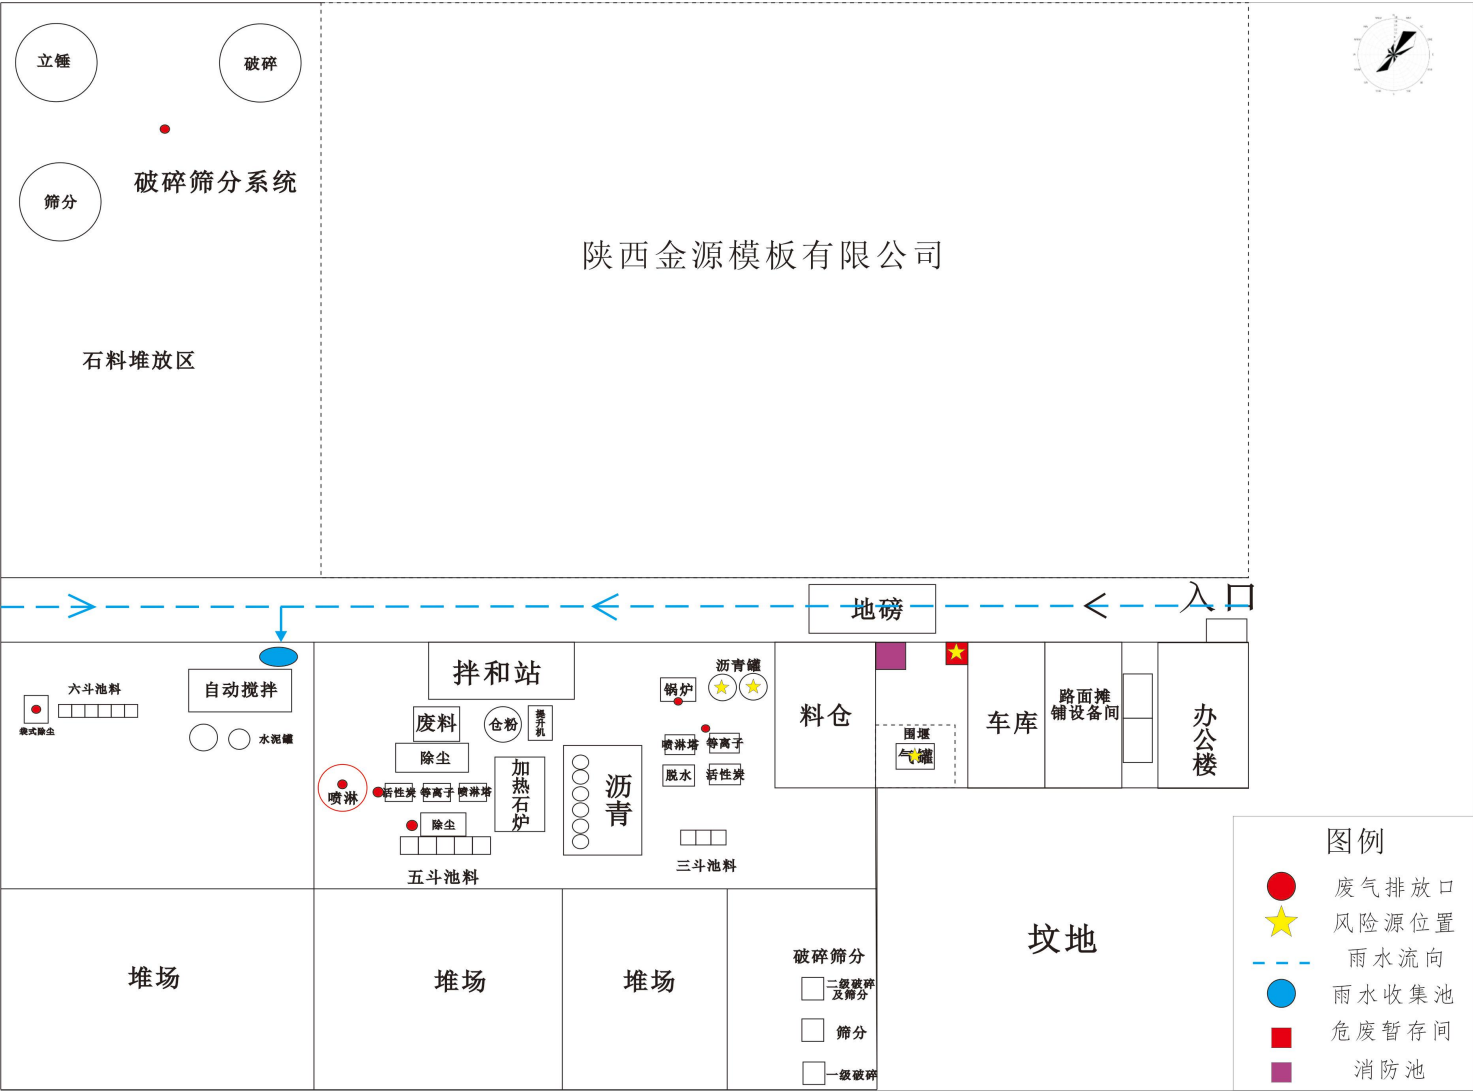 立锤
破碎
筛分
破碎筛分系统
石料堆放区
陕西金源模板有限公司
地磅
入口
六斗池料
袋式除尘
自动搅拌
水泥罐
拌和站
废料
仓粉
提升机
除尘
加热石炉
喷淋
活性炭
等离子
喷淋塔
除尘
五斗池料
沥青
锅炉
沥青罐
喷淋塔
等离子
脱水
活性炭
三斗池料
料仓
围堰
气罐
车库
路面摊
铺设备间
办公楼
堆场
堆场
堆场
破碎筛分
二级破碎
及筛分
筛分
一级破碎
坟地
图例
废气排放口
风险源位置
雨水流向
雨水收集池
危废暂存间
消防池